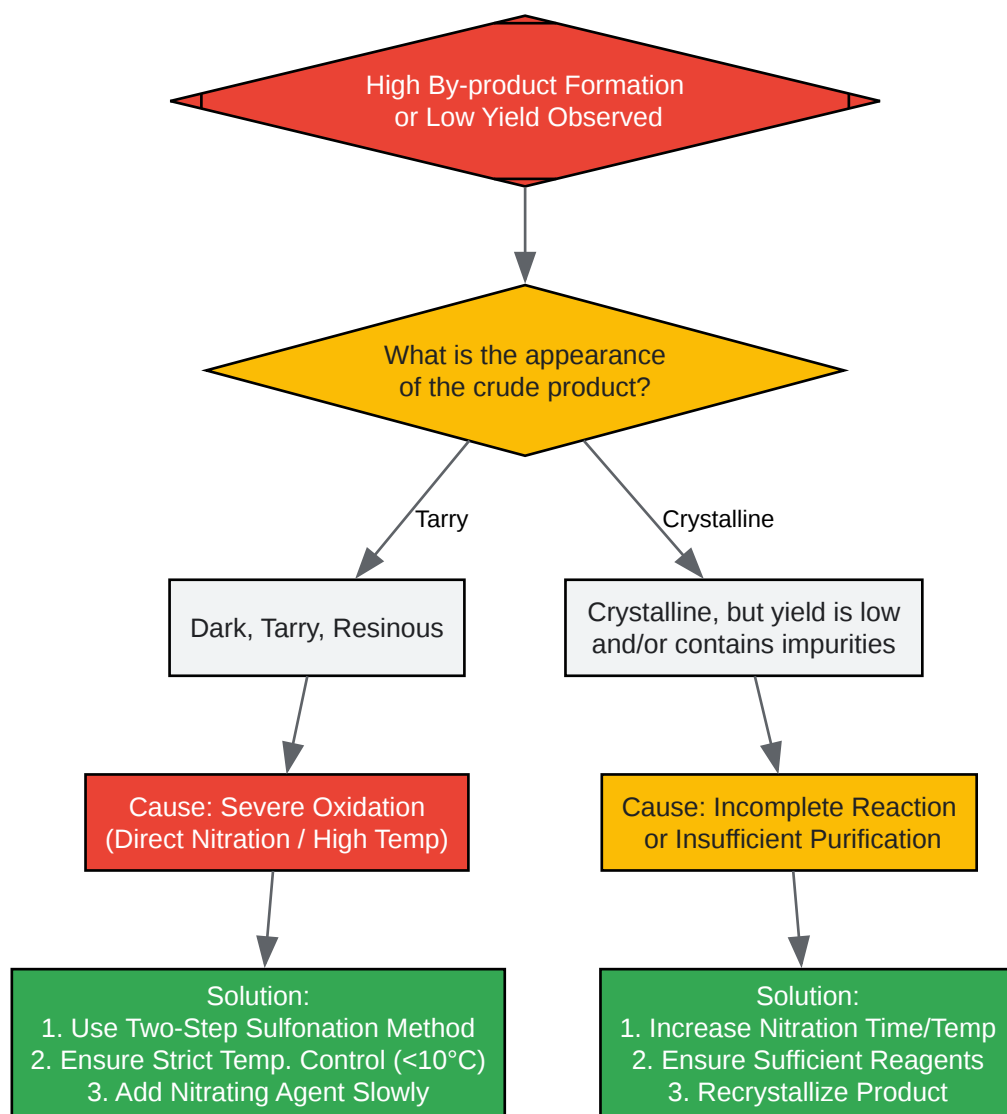 High By-product Formation
or Low Yield Observed
What is the appearance
of the crude product?
Tarry
Crystalline
Dark, Tarry, Resinous
Crystalline, but yield is low
and/or contains impurities
Cause: Severe Oxidation
(Direct Nitration / High Temp)
Cause: Incomplete Reaction
or Insufficient Purification
Solution:
1. Use Two-Step Sulfonation Method
2. Ensure Strict Temp. Control (<10°C)
3. Add Nitrating Agent Slowly
Solution:
1. Increase Nitration Time/Temp
2. Ensure Sufficient Reagents
3. Recrystallize Product